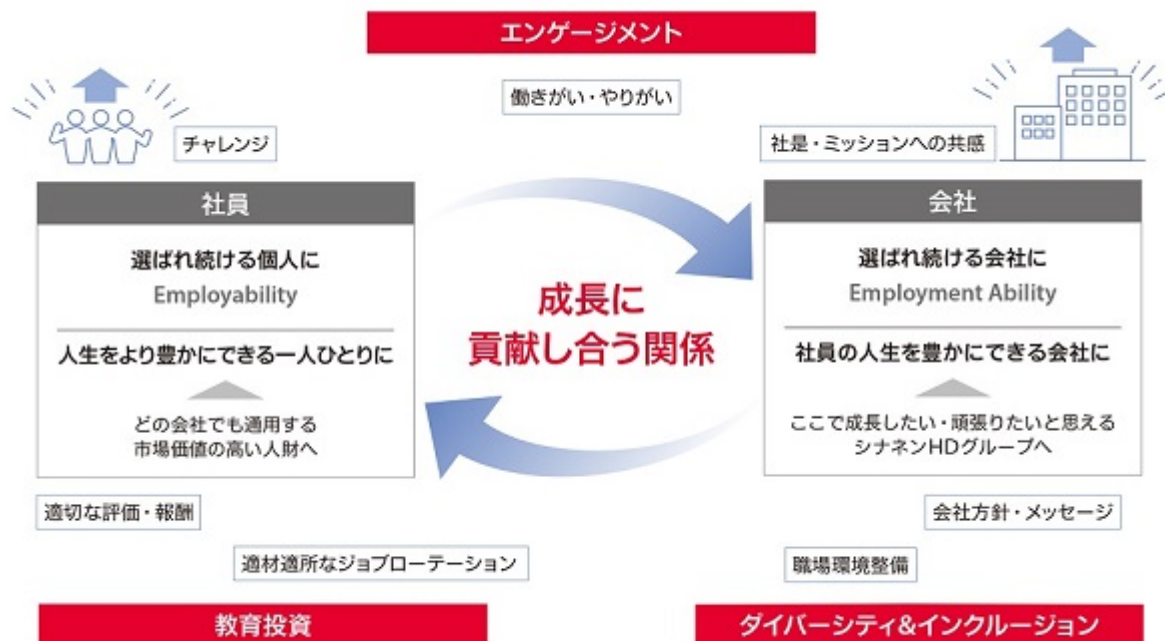 エンゲージメント
働きがい・やりがい
チャレンジ
社是・ミッションへの共感
社員
選ばれ続ける個人に
Employability
人生をより豊かにできる一人ひとりに
どの会社でも通用する
市場価値の高い人財へ
成長に
貢献し合う関係
会社
選ばれ続ける会社に
Employment Ability
社員の人生を豊かにできる会社に
ここで成長したい・頑張りたいと思える
シナネンHDグループへ
適切な評価・報酬
会社方針・メッセージ
適材適所なジョブローテーション
職場環境整備
教育投資
ダイバーシティ&インクルージョン